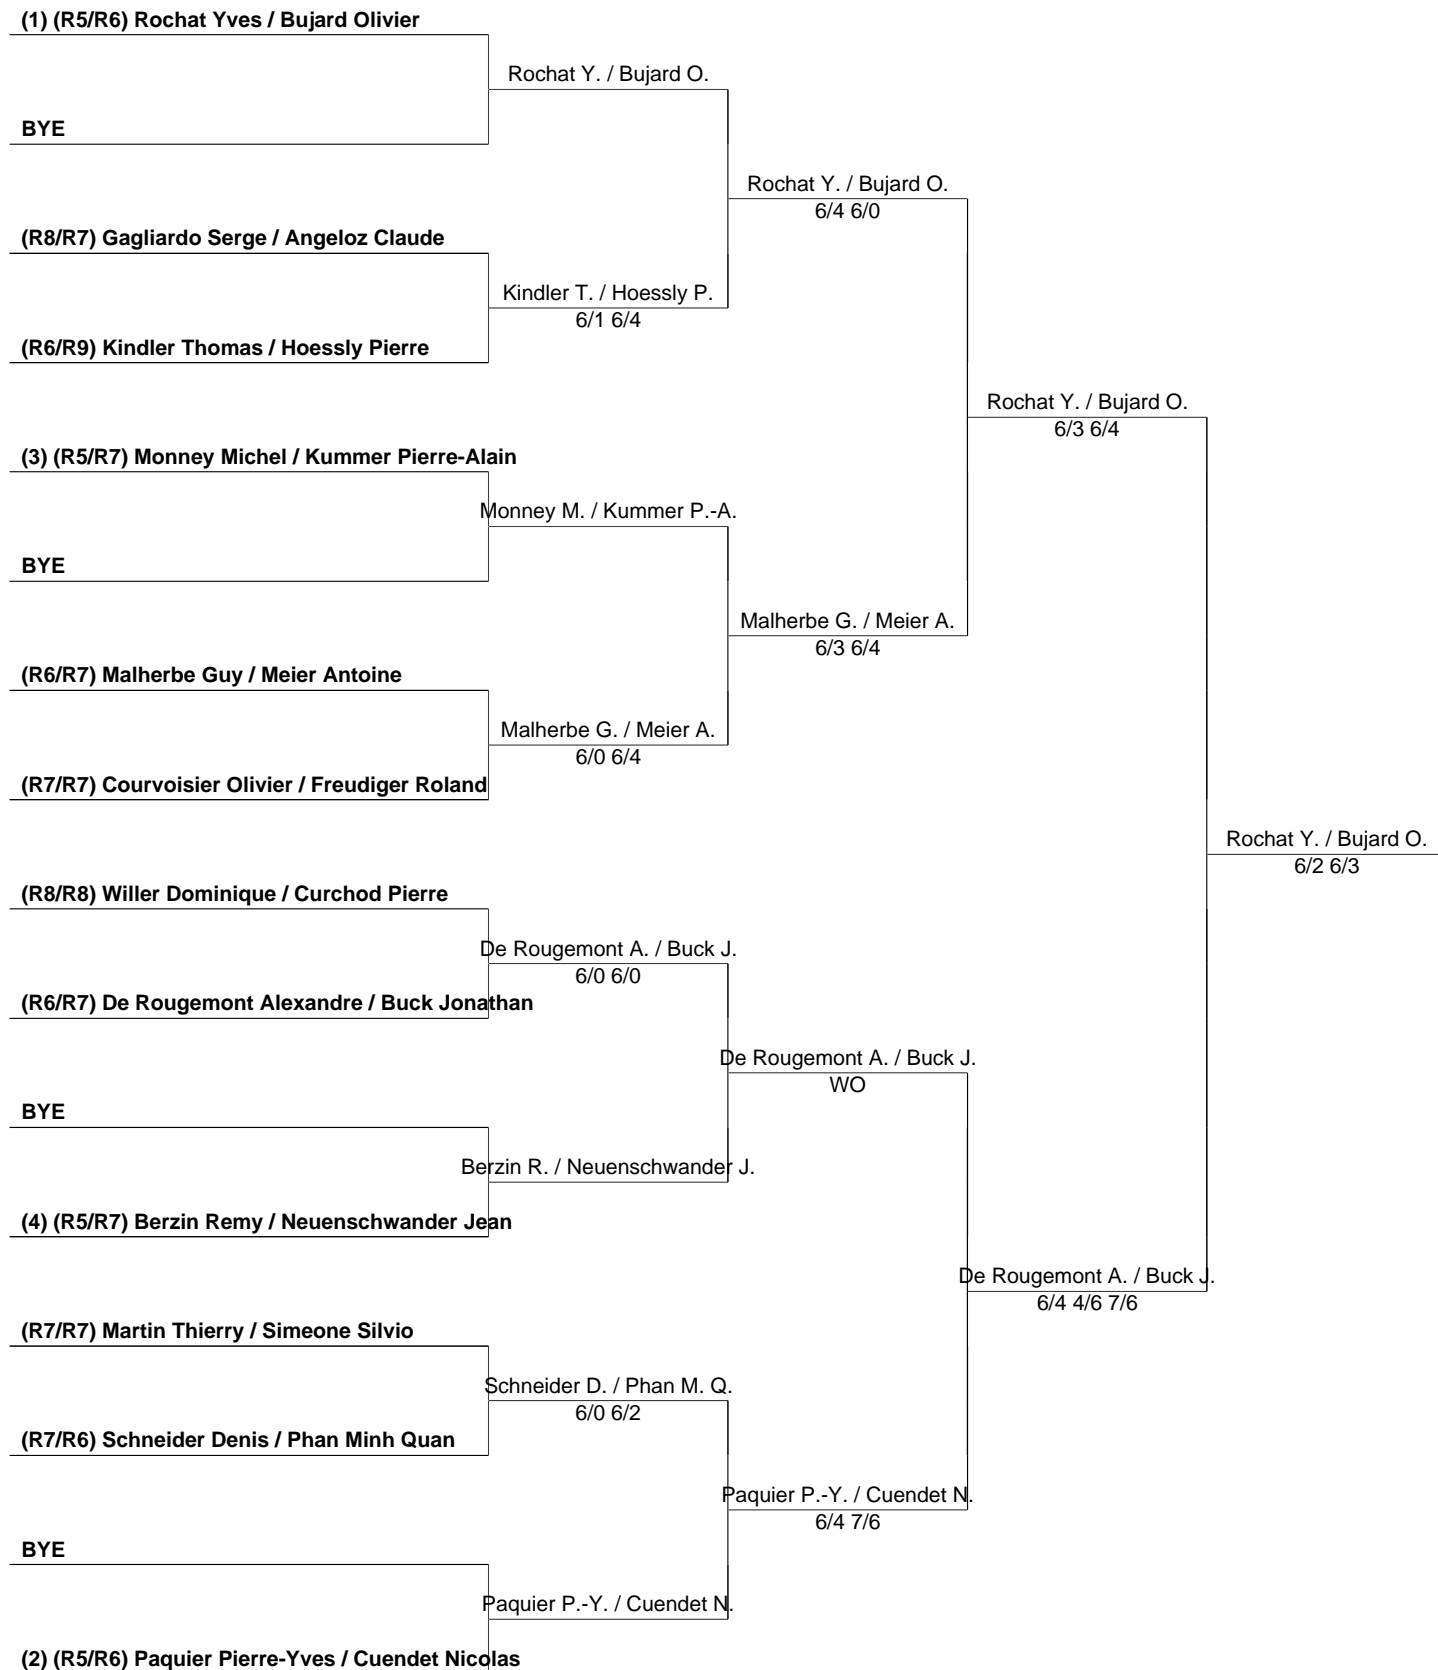 (1) (R5/R6) Rochat Yves / Bujard Olivier
Rochat Y. / Bujard O.
BYE
Rochat Y. / Bujard O.
6/4 6/0
(R8/R7) Gagliardo Serge / Angeloz Claude
Kindler T. / Hoessly P.
6/1 6/4
(R6/R9) Kindler Thomas / Hoessly Pierre
Rochat Y. / Bujard O.
6/3 6/4
(3) (R5/R7) Monney Michel / Kummer Pierre-Alain
Monney M. / Kummer P.-A.
BYE
Malherbe G. / Meier A.
6/3 6/4
(R6/R7) Malherbe Guy / Meier Antoine
Malherbe G. / Meier A.
6/0 6/4
(R7/R7) Courvoisier Olivier / Freudiger Roland
Rochat Y. / Bujard O.
6/2 6/3
(R8/R8) Willer Dominique / Curchod Pierre
De Rougemont A. / Buck J.
6/0 6/0
(R6/R7) De Rougemont Alexandre / Buck Jonathan
De Rougemont A. / Buck J.
WO
BYE
Berzin R. / Neuenschwander J.
(4) (R5/R7) Berzin Remy / Neuenschwander Jean
De Rougemont A. / Buck J.
6/4 4/6 7/6
(R7/R7) Martin Thierry / Simeone Silvio
Schneider D. / Phan M. Q.
6/0 6/2
(R7/R6) Schneider Denis / Phan Minh Quan
Paquier P.-Y. / Cuendet N.
6/4 7/6
BYE
Paquier P.-Y. / Cuendet N.
(2) (R5/R6) Paquier Pierre-Yves / Cuendet Nicolas